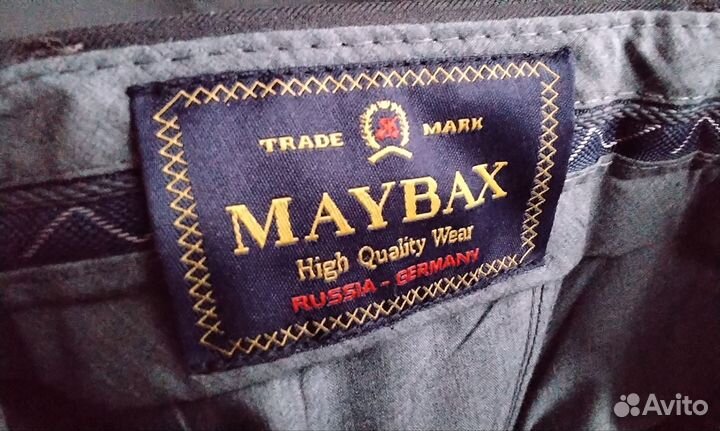 TRADE MARK
MAYBAX
High Quality Wear
RUSSIA - GERMANY
Avito